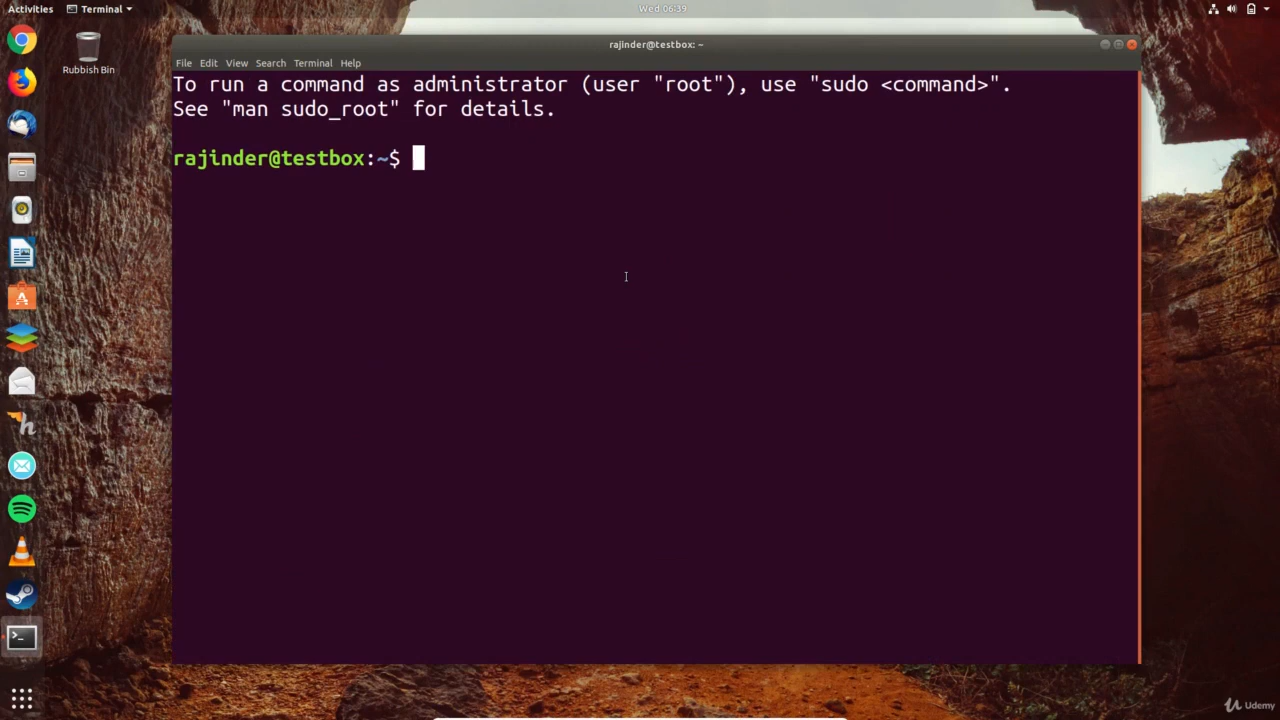 Activities Terminal Wed 06:39
Rubbish Bin
rajinder@testbox: ~
File Edit View Search Terminal Help
To run a command as administrator (user "root"), use "sudo <command>".
See "man sudo_root" for details.
rajinder@testbox:~$
Udemy